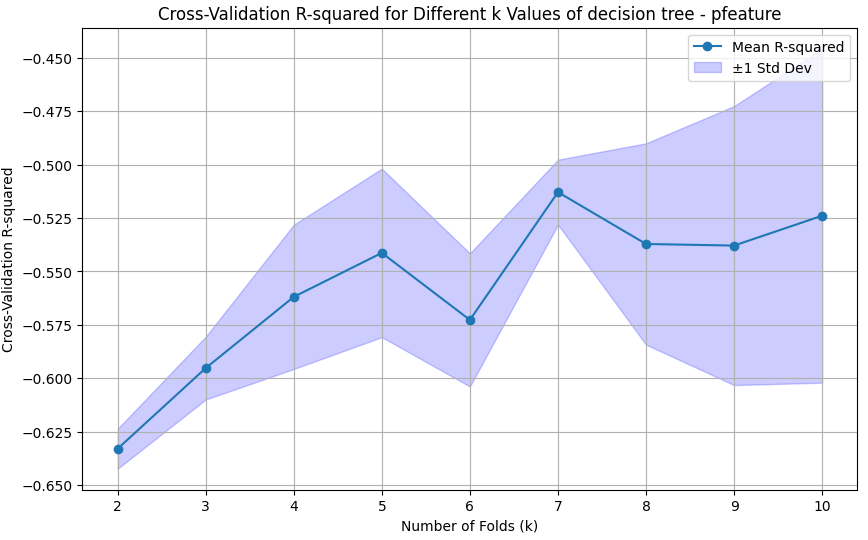 Cross-Validation R-squared for Different k Values of decision tree - pfeature
Mean R-squared
±1 Std Dev
Cross-Validation R-squared
−0.450
−0.475
−0.500
−0.525
−0.550
−0.575
−0.600
−0.625
−0.650
2 3 4 5 6 7 8 9 10
Number of Folds (k)